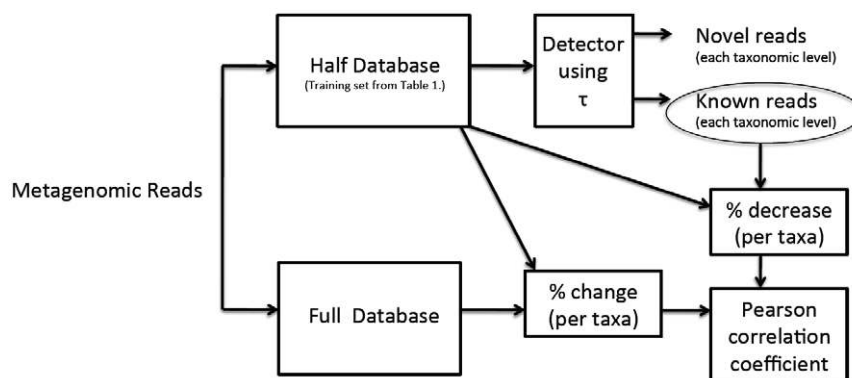 Metagenomic Reads
Half Database
(Training set from Table 1.)
Detector
using
τ
Novel reads
(each taxonomic level)
Known reads
(each taxonomic level)
% decrease
(per taxa)
Full Database
% change
(per taxa)
Pearson
correlation
coefficient